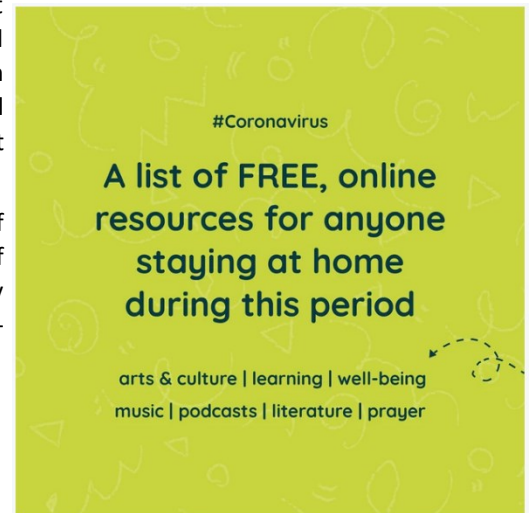 #Coronavirus
A list of FREE, online
resources for anyone
staying at home
during this period
arts & culture | learning | well-being
music | podcasts | literature | prayer